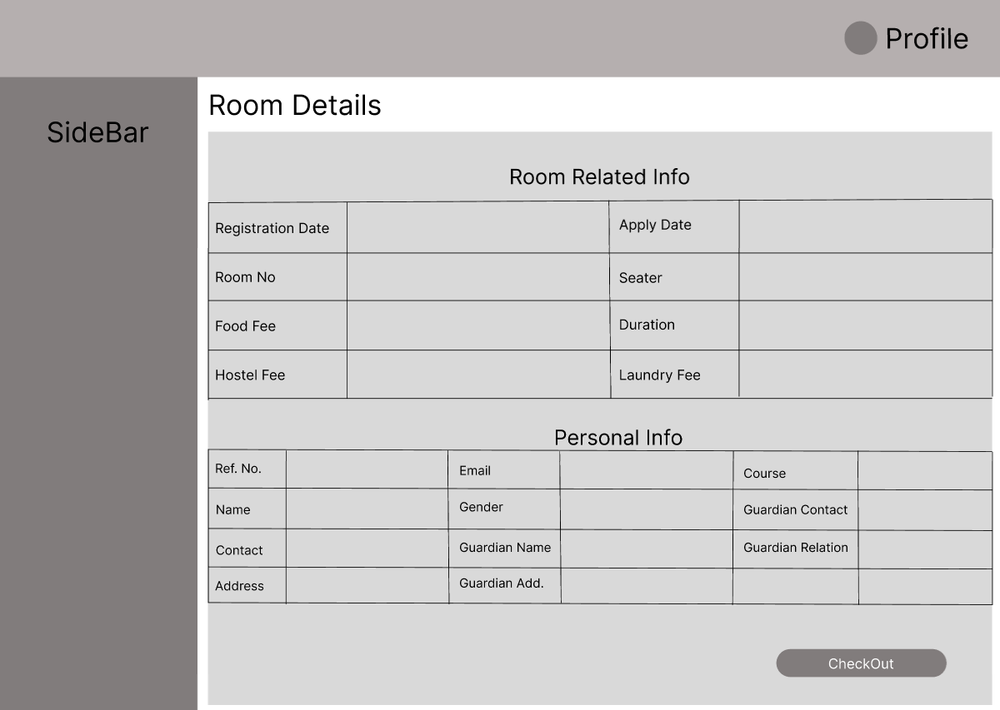 Profile
SideBar
Room Details
Room Related Info
Registration Date Apply Date
Room No Seater
Food Fee Duration
Hostel Fee Laundry Fee
Personal Info
Ref. No. Email Course
Name Gender Guardian Contact
Contact Guardian Name Guardian Relation
Address Guardian Add.
CheckOut